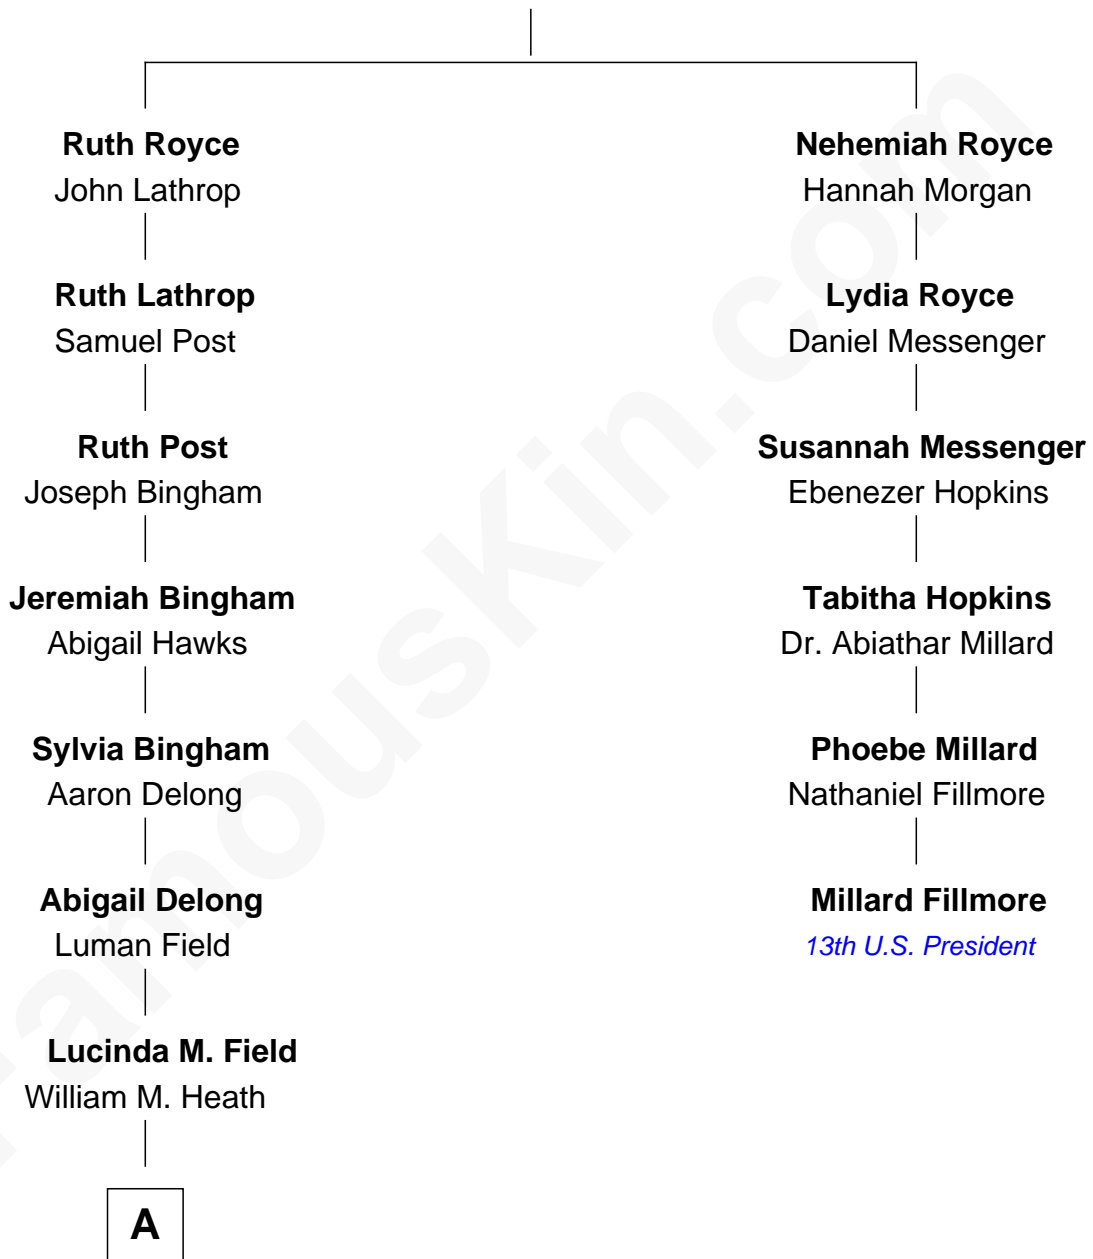 Ruth Royce
John Lathrop
Nehemiah Royce
Hannah Morgan
Ruth Lathrop
Samuel Post
Lydia Royce
Daniel Messenger
Ruth Post
Joseph Bingham
Susannah Messenger
Ebenezer Hopkins
Jeremiah Bingham
Abigail Hawks
Tabitha Hopkins
Dr. Abiathar Millard
Sylvia Bingham
Aaron Delong
Phoebe Millard
Nathaniel Fillmore
Abigail Delong
Luman Field
Millard Fillmore
13th U.S. President
Lucinda M. Field
William M. Heath
A
FamousKin.com